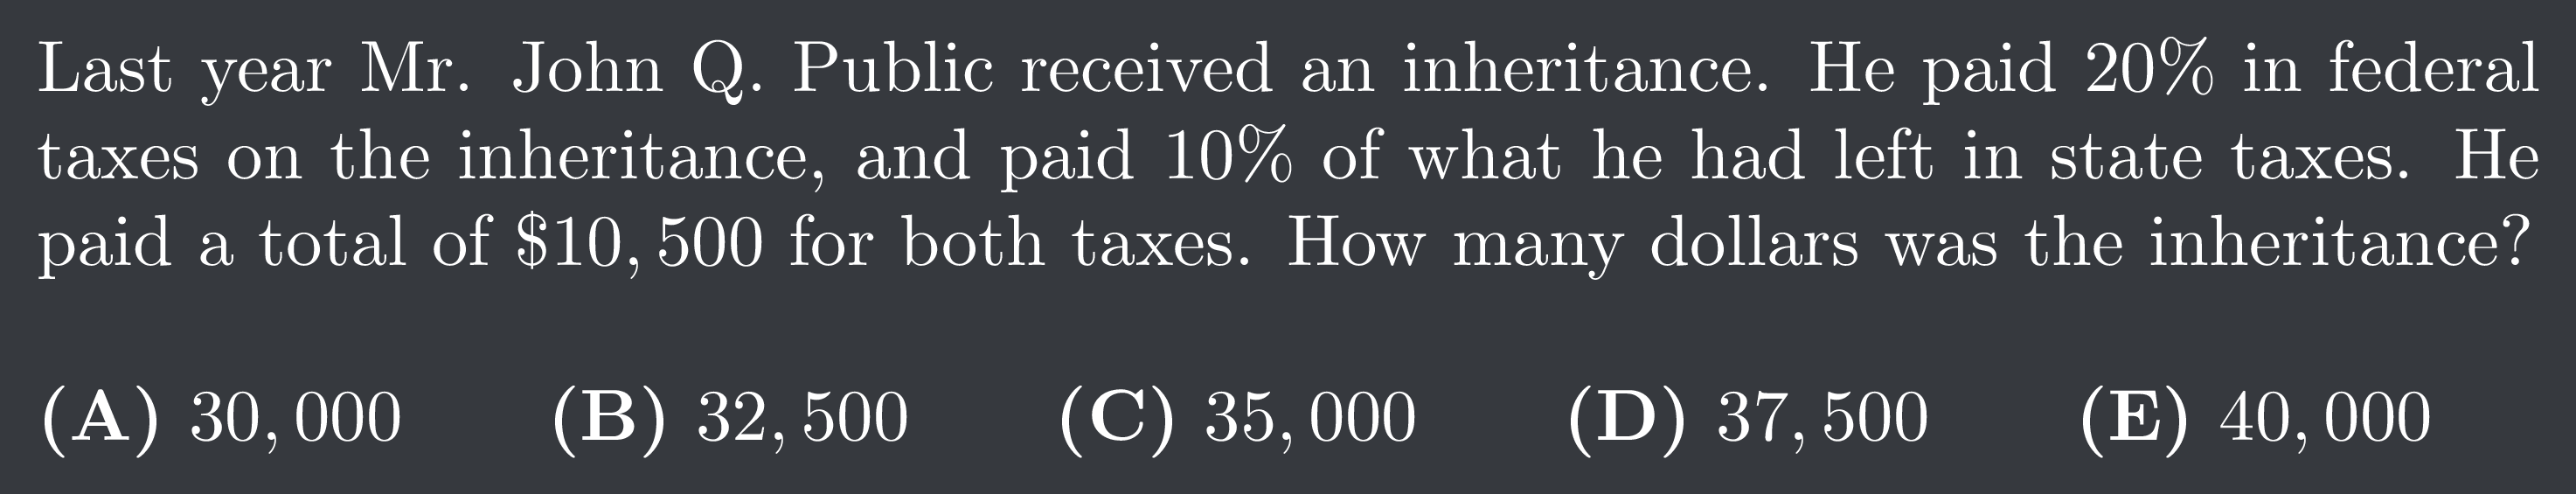 Last year Mr. John Q. Public received an inheritance. He paid 20% in federal
taxes on the inheritance, and paid 10% of what he had left in state taxes. He
paid a total of $10, 500 for both taxes. How many dollars was the inheritance?
(A) 30, 000 (B) 32, 500 (C) 35, 000 (D) 37, 500 (E) 40, 000